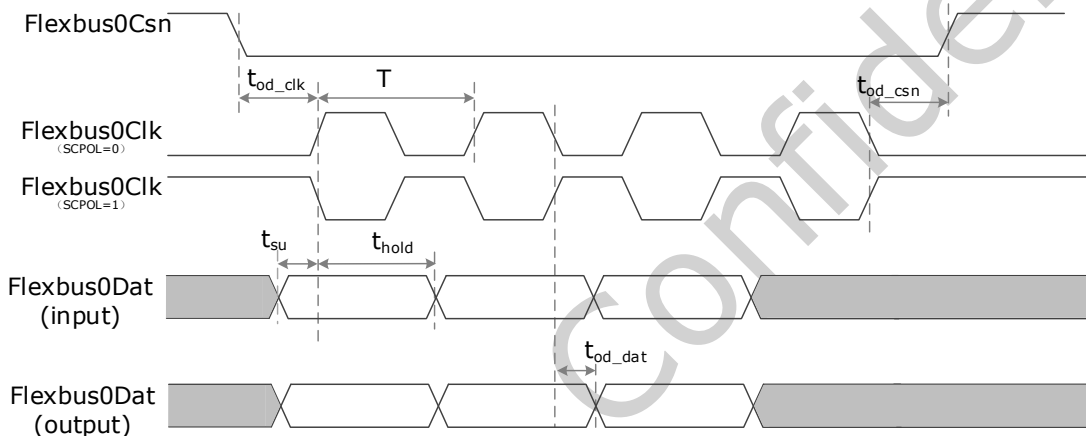 Flexbus0Csn
t_od_clk
T
t_od_csn
Flexbus0Clk
（SCPOL=0）
Flexbus0Clk
（SCPOL=1）
t_su
t_hold
Flexbus0Dat
(input)
t_od_dat
Flexbus0Dat
(output)
Confide